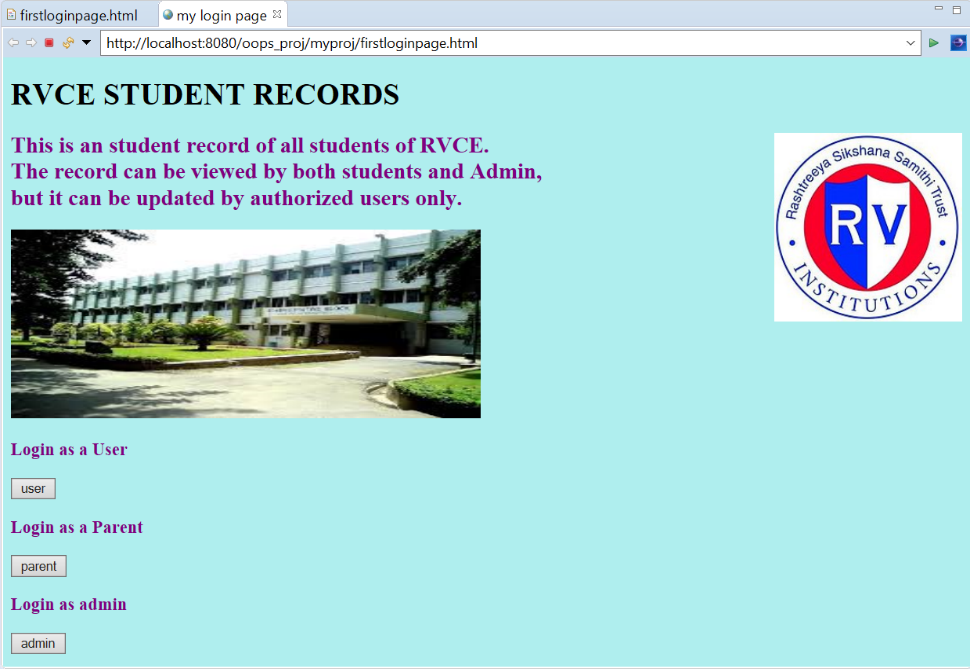 firstloginpage.html
my login page
http://localhost:8080/oops_proj/myproj/firstloginpage.html
RVCE STUDENT RECORDS
This is an student record of all students of RVCE.
The record can be viewed by both students and Admin,
but it can be updated by authorized users only.
Rashtreeya Sikshana Samithi Trust
RV
INSTITUTIONS
Login as a User
user
Login as a Parent
parent
Login as admin
admin